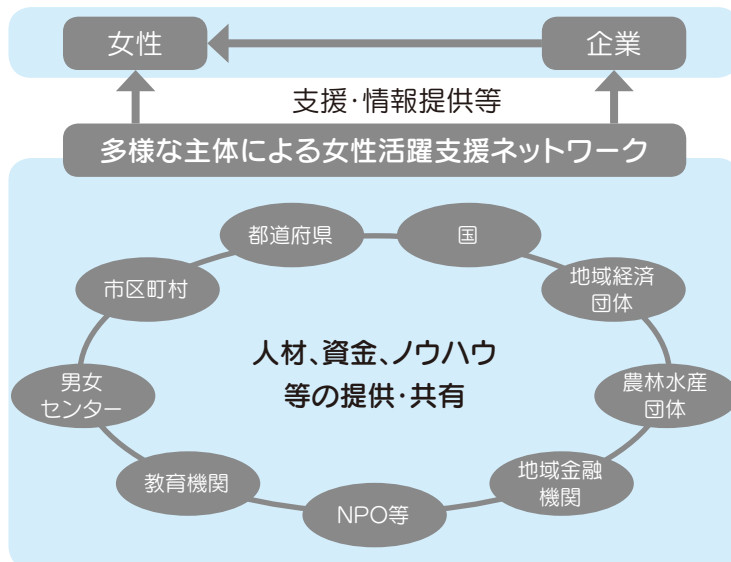 女性
企業
支援・情報提供等
多様な主体による女性活躍支援ネットワーク
都道府県
国
市区町村
地域経済
団体
人材、資金、ノウハウ
等の提供・共有
男女
センター
農林水産
団体
教育機関
地域金融
機関
NPO等